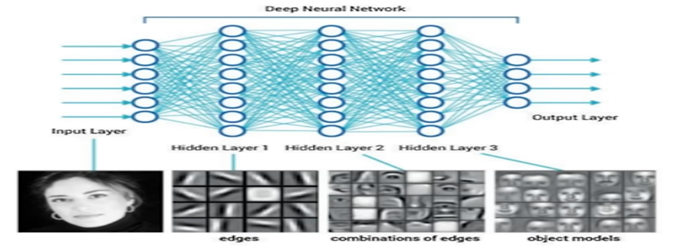 Deep Neural Network
Input Layer
Output Layer
Hidden Layer 1
Hidden Layer 2
Hidden Layer 3
edges
combinations of edges
object models